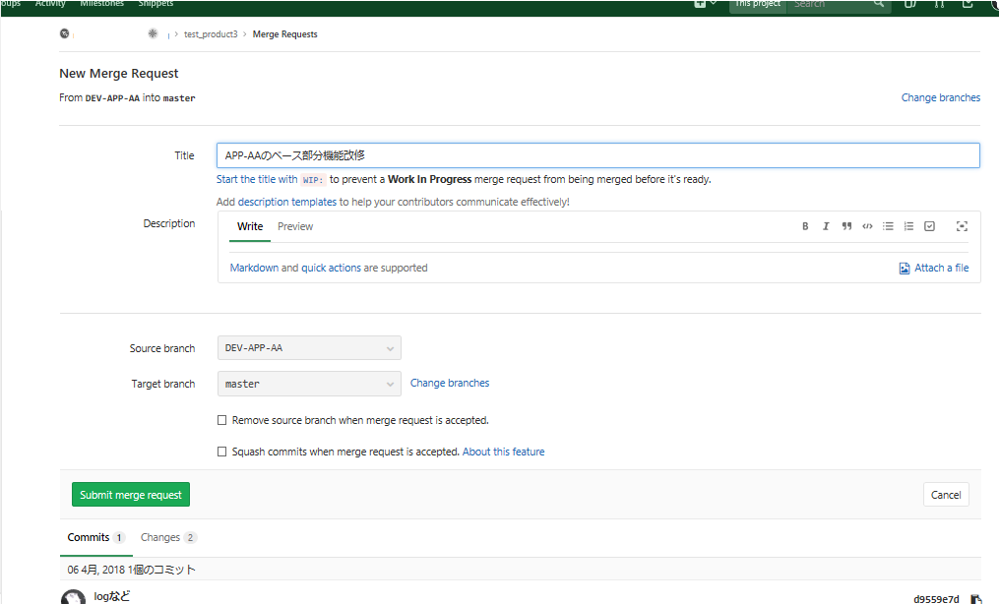 oups Activity Milestones Snippets This project Search
test_product3 > Merge Requests
New Merge Request
From DEV-APP-AA into master Change branches
Title APP-AAのベース部分機能改修
Start the title with WIP: to prevent a Work In Progress merge request from being merged before it's ready.
Add description templates to help your contributors communicate effectively!
Description Write Preview
Markdown and quick actions are supported Attach a file
Source branch DEV-APP-AA
Target branch master Change branches
Remove source branch when merge request is accepted.
Squash commits when merge request is accepted. About this feature
Submit merge request Cancel
Commits 1 Changes 2
06 4月, 2018 1個のコミット
logなど
d9559e7d